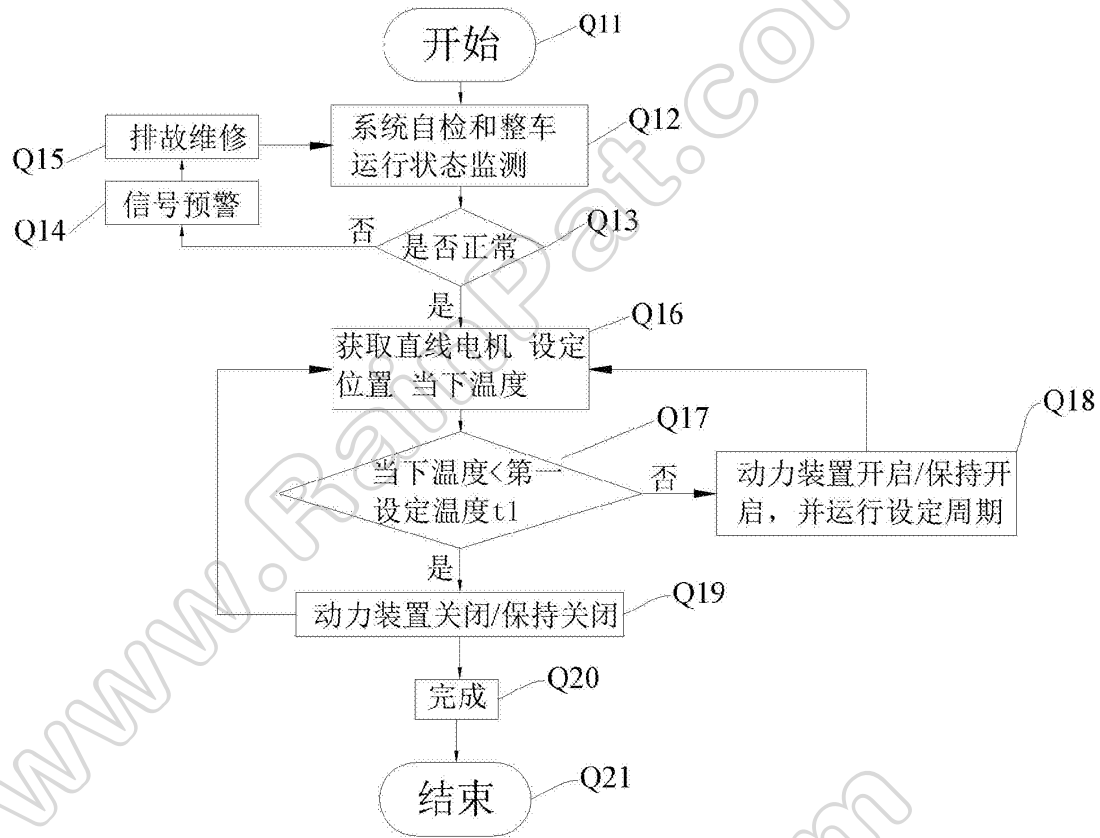 开始
Q11
系统自检和整车
运行状态监测
Q12
排故维修
Q15
信号预警
Q14
否
是否正常
Q13
是
获取直线电机 设定
位置 当下温度
Q16
当下温度<第一
设定温度t1
Q17
否
动力装置开启/保持开
启，并运行设定周期
Q18
是
动力装置关闭/保持关闭
Q19
完成
Q20
结束
Q21
www.RainPat.com
m